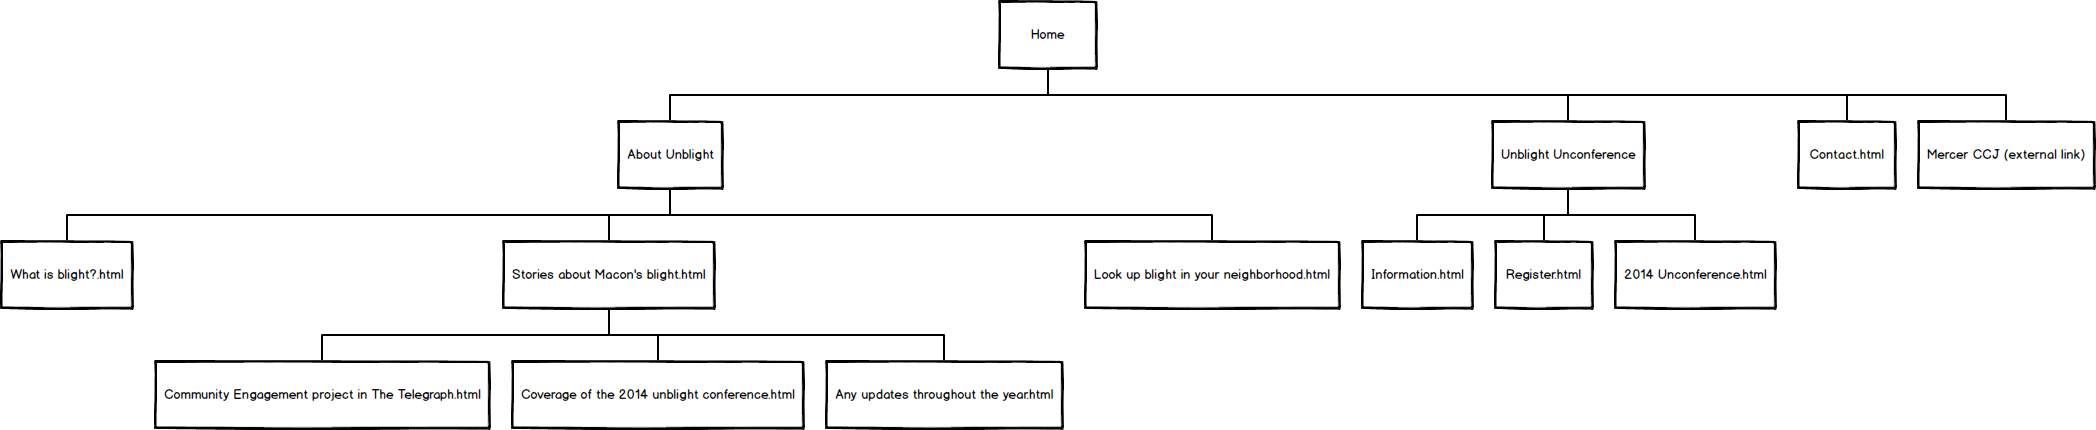 Home
About Unblight
Unblight Unconference
Contact.html
Mercer CCJ (external link)
What is blight?.html
Stories about Macon's blight.html
Look up blight in your neighborhood.html
Information.html
Register.html
2014 Unconference.html
Community Engagement project in The Telegraph.html
Coverage of the 2014 unblight conference.html
Any updates throughout the year.html